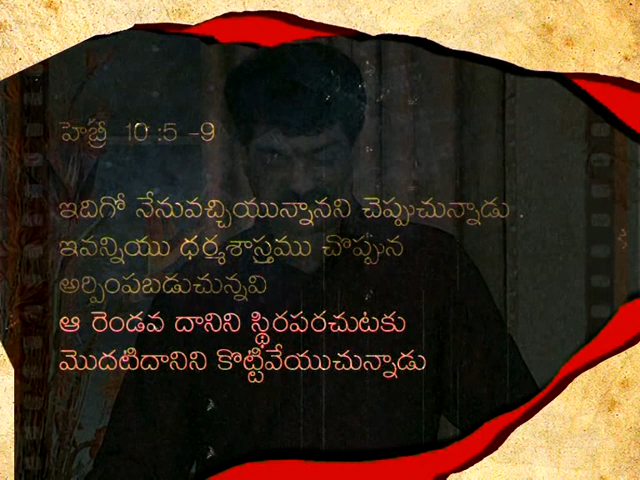 హెబ్రీ 10 :5 -9
ఇదిగో నేనువచ్చియున్నానని చెప్పుచున్నాడు .
ఇవన్నియు ధర్మశాస్త్రము చొప్పున
అర్పింపబడుచున్నవి
ఆ రెండవ దానిని స్థిరపరచుటకు
మొదటిదానిని కొట్టివేయుచున్నాడు